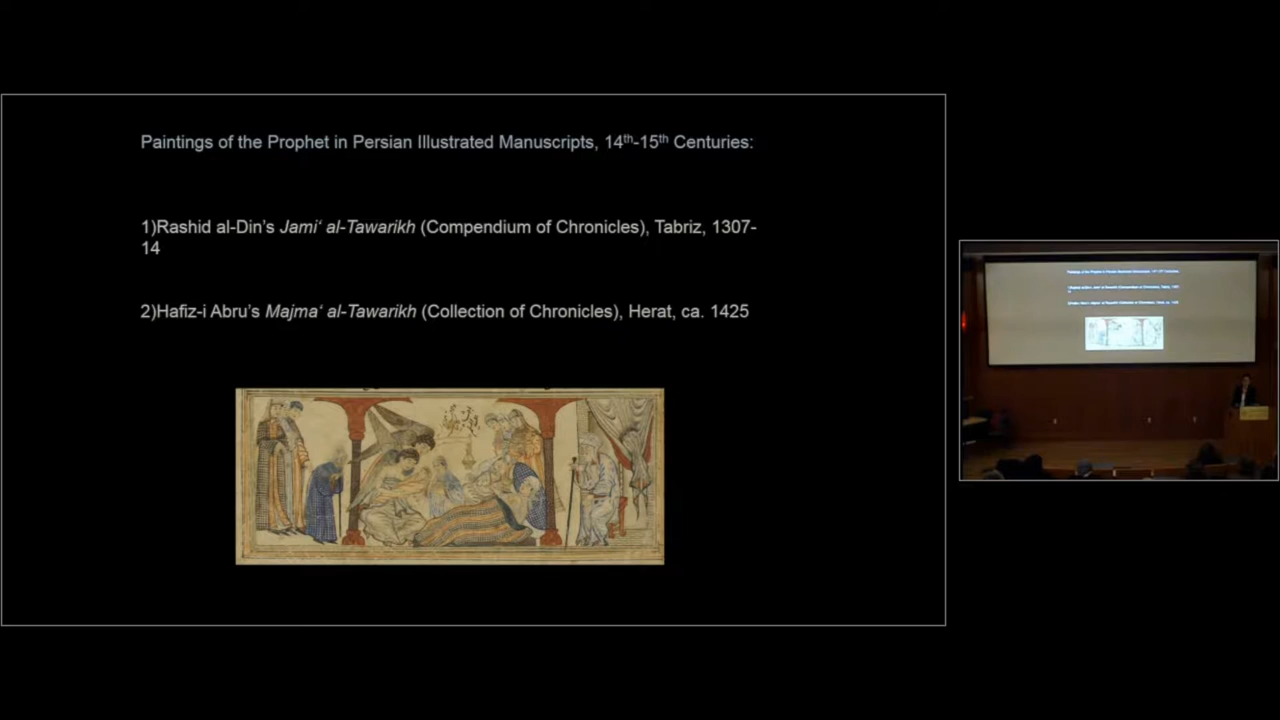 Paintings of the Prophet in Persian Illustrated Manuscripts, 14th-15th Centuries:
1)Rashid al-Din’s Jami‘ al-Tawarikh (Compendium of Chronicles), Tabriz, 1307-
14
2)Hafiz-i Abru’s Majma‘ al-Tawarikh (Collection of Chronicles), Herat, ca. 1425